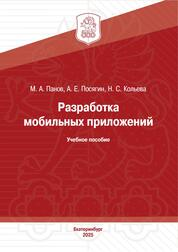 М. А. Панов, А. Е. Посягин, Н. С. Кольева
Разработка
мобильных приложений
Учебное пособие
Екатеринбург
2025